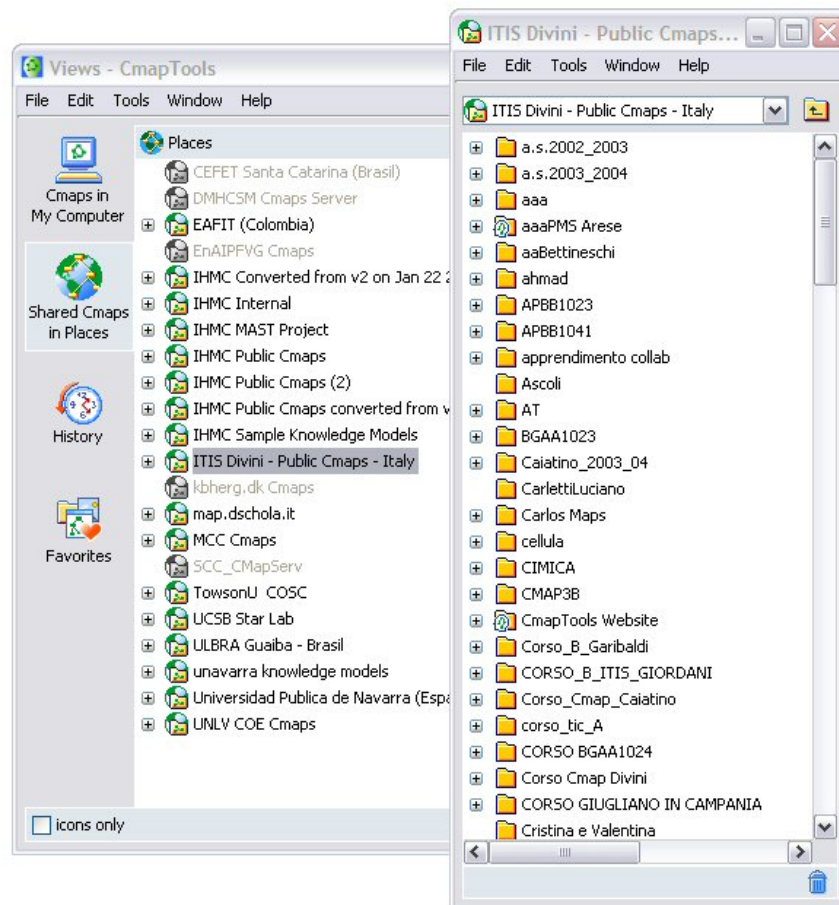 Views - CmapTools
File Edit Tools Window Help
Cmaps in
My Computer
Shared Cmaps
in Places
History
Favorites
Places
CEFET Santa Catarina (Brasil)
DMHCSM Cmaps Server
EAFIT (Colombia)
EnAIPFVG Cmaps
IHMC Converted from v2 on Jan 22 2
IHMC Internal
IHMC MAST Project
IHMC Public Cmaps
IHMC Public Cmaps (2)
IHMC Public Cmaps converted from v
IHMC Sample Knowledge Models
ITIS Divini - Public Cmaps - Italy
kbherg.dk Cmaps
map.dschola.it
MCC Cmaps
SCC_CMapServ
TowsonU COSC
UCSB Star Lab
ULBRA Guaiba - Brasil
unavarra knowledge models
Universidad Publica de Navarra (Espa
UNLV COE Cmaps
icons only
ITIS Divini - Public Cmaps...
File Edit Tools Window Help
ITIS Divini - Public Cmaps - Italy
a.s.2002_2003
a.s.2003_2004
aaa
aaaPMS Arese
aaBettineschi
ahmad
APBB1023
APBB1041
apprendimento collab
Ascoli
AT
BGAA1023
Caiatino_2003_04
CarlettiLuciano
Carlos Maps
cellula
CIMICA
CMAP3B
CmapTools Website
Corso_B_Garibaldi
CORSO_B_ITIS_GIORDANI
Corso_Cmap_Caiatino
corso_tic_A
CORSO BGAA1024
Corso Cmap Divini
CORSO GIUGLIANO IN CAMPANIA
Cristina e Valentina